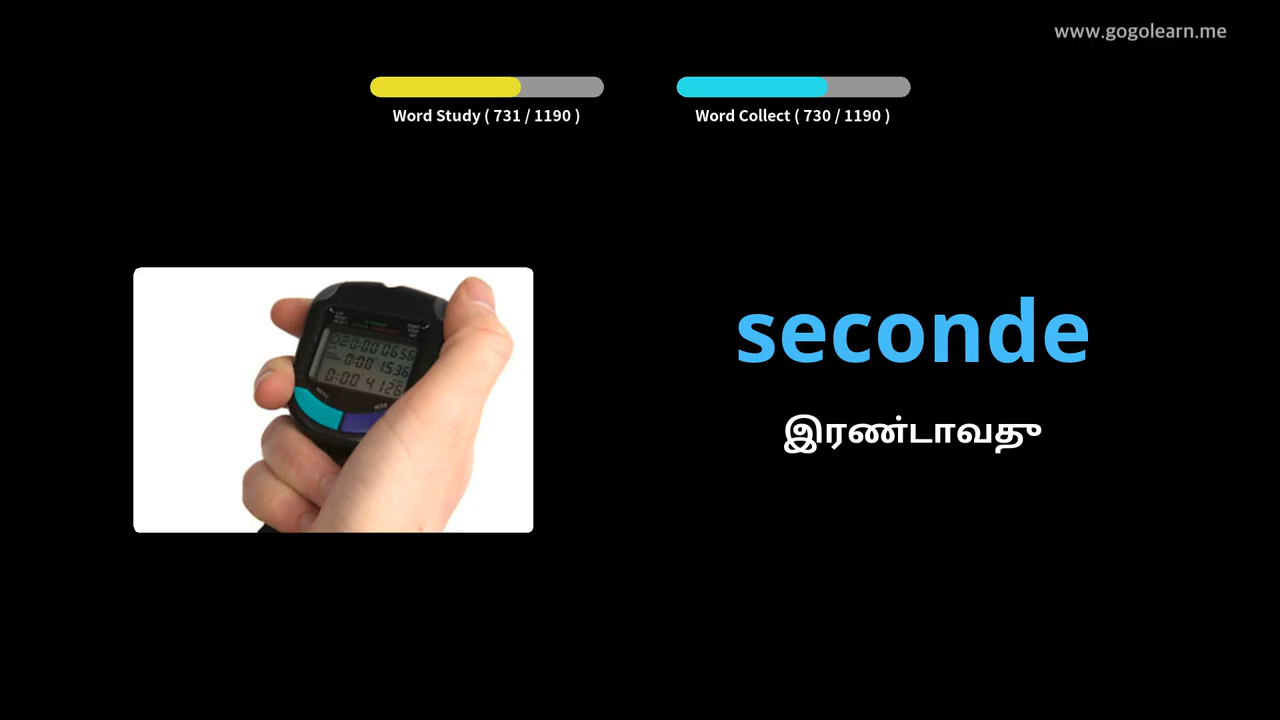 www.gogolearn.me
Word Study ( 731 / 1190 )
Word Collect ( 730 / 1190 )
seconde
இரண்டாவது